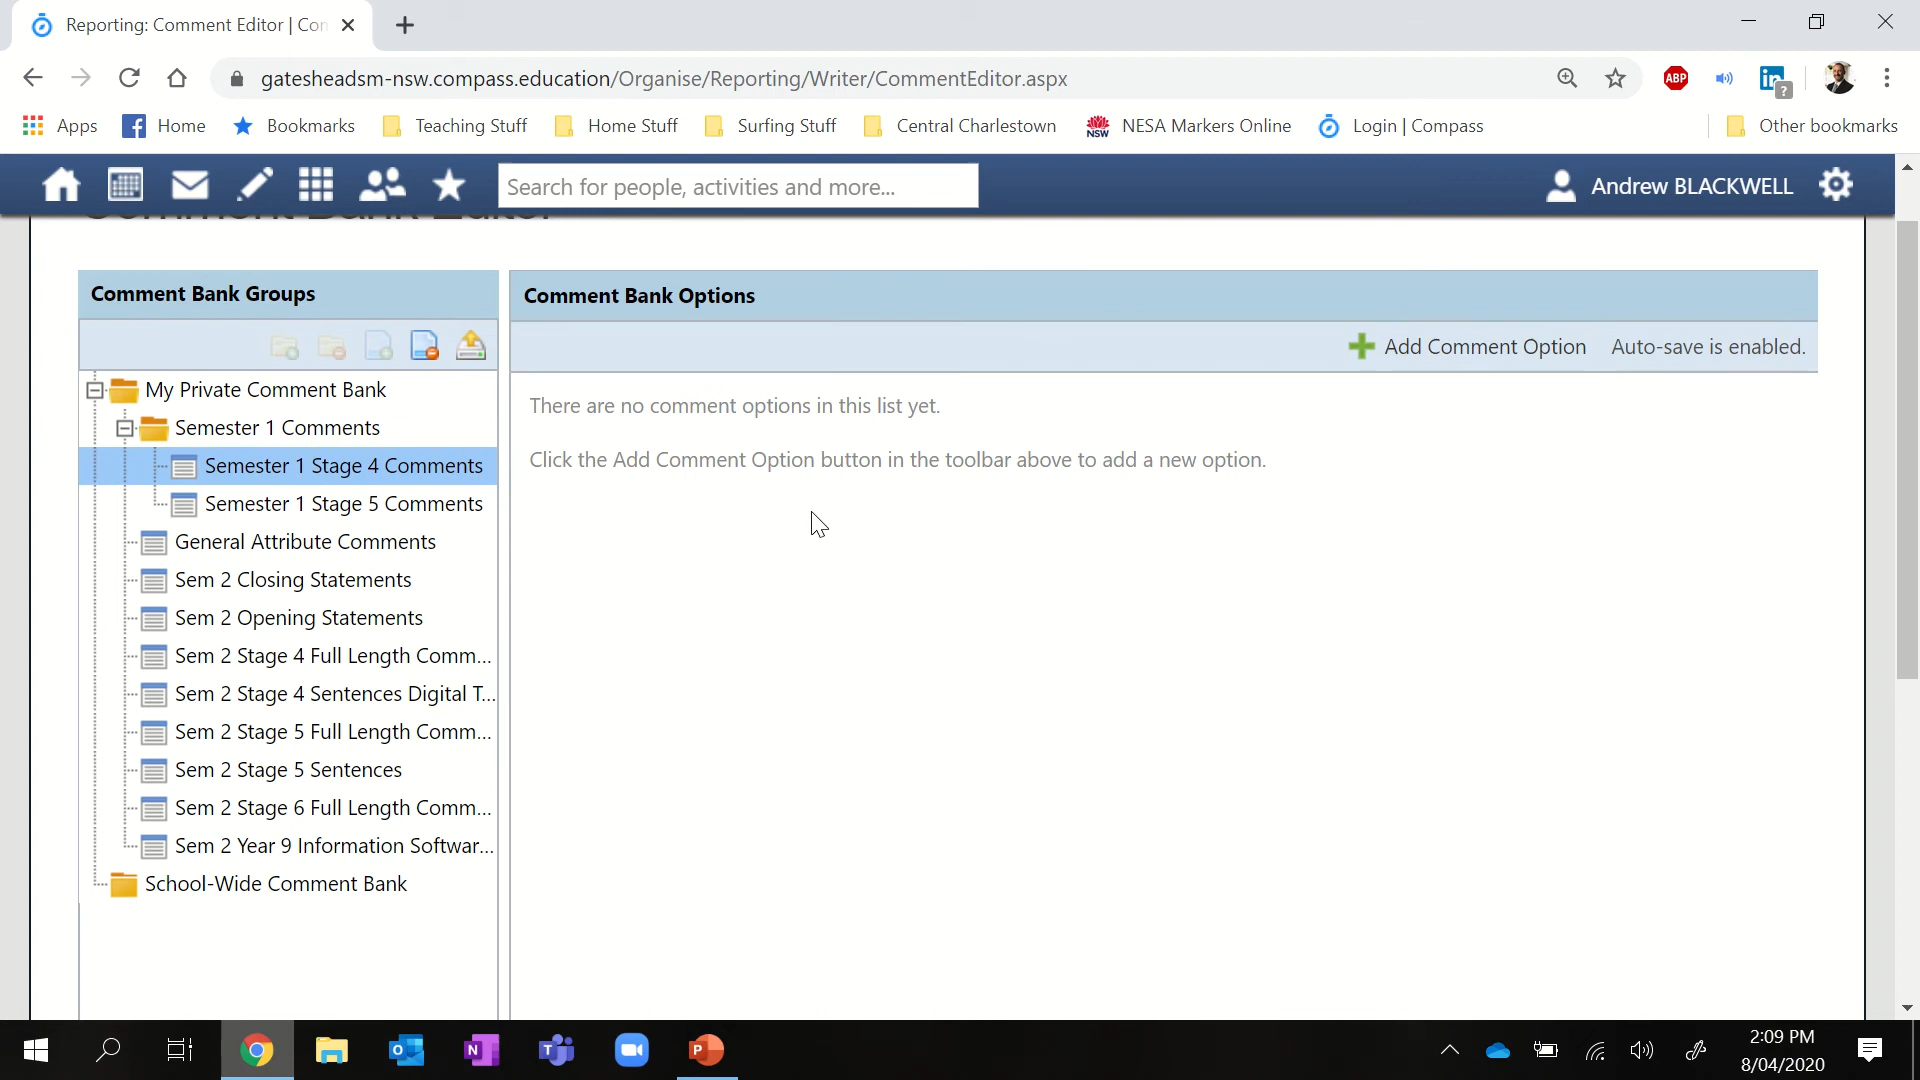 Reporting: Comment Editor | Con
gatesheadsm-nsw.compass.education/Organise/Reporting/Writer/CommentEditor.aspx
ABP
in
?
Apps
Home
Bookmarks
Teaching Stuff
Home Stuff
Surfing Stuff
Central Charlestown
NSW
NESA Markers Online
Login | Compass
Other bookmarks
Search for people, activities and more...
Andrew BLACKWELL
Comment Bank Editor
Comment Bank Groups
Comment Bank Options
Add Comment Option
Auto-save is enabled.
My Private Comment Bank
Semester 1 Comments
Semester 1 Stage 4 Comments
Semester 1 Stage 5 Comments
General Attribute Comments
Sem 2 Closing Statements
Sem 2 Opening Statements
Sem 2 Stage 4 Full Length Comm...
Sem 2 Stage 4 Sentences Digital T...
Sem 2 Stage 5 Full Length Comm...
Sem 2 Stage 5 Sentences
Sem 2 Stage 6 Full Length Comm...
Sem 2 Year 9 Information Softwar...
School-Wide Comment Bank
There are no comment options in this list yet.
Click the Add Comment Option button in the toolbar above to add a new option.
2:09 PM
8/04/2020